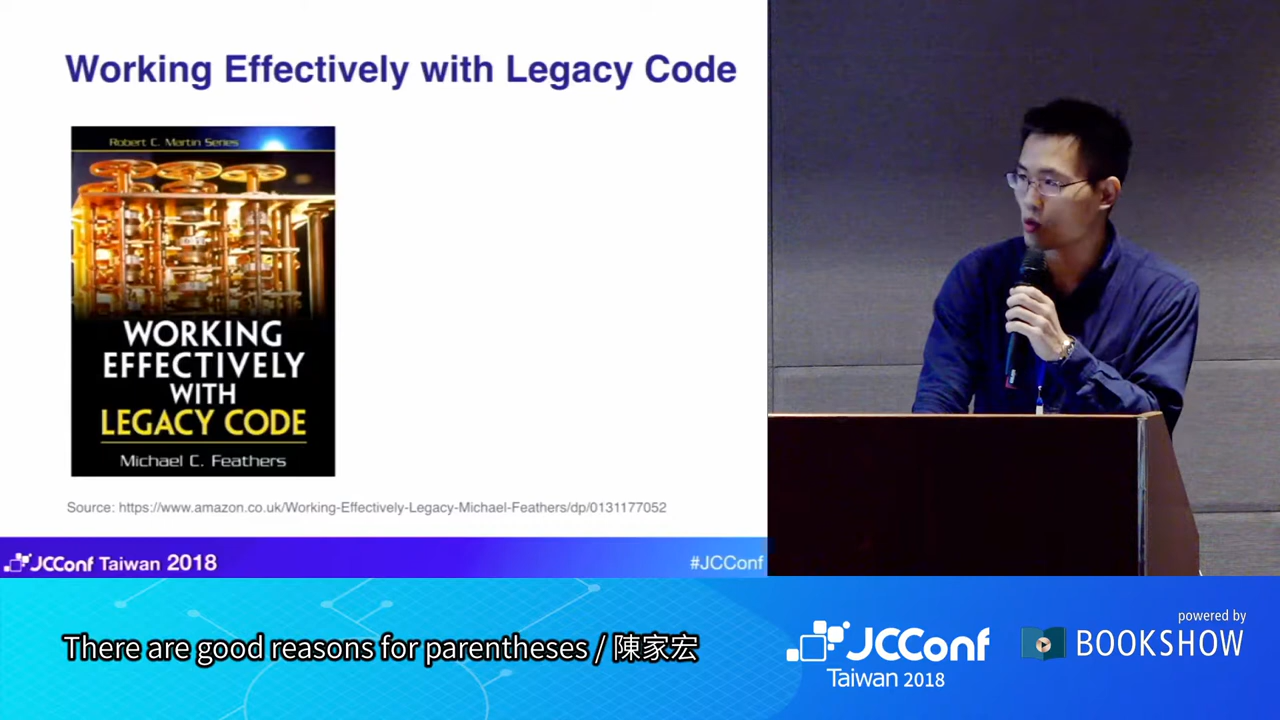 Working Effectively with Legacy Code
Robert C. Martin Series
WORKING
EFFECTIVELY
WITH
LEGACY CODE
Michael C. Feathers
Source: https://www.amazon.co.uk/Working-Effectively-Legacy-Michael-Feathers/dp/0131177052
JCConf Taiwan 2018
#JCConf
There are good reasons for parentheses / 陳家宏
JCConf
Taiwan 2018
powered by
BOOKSHOW